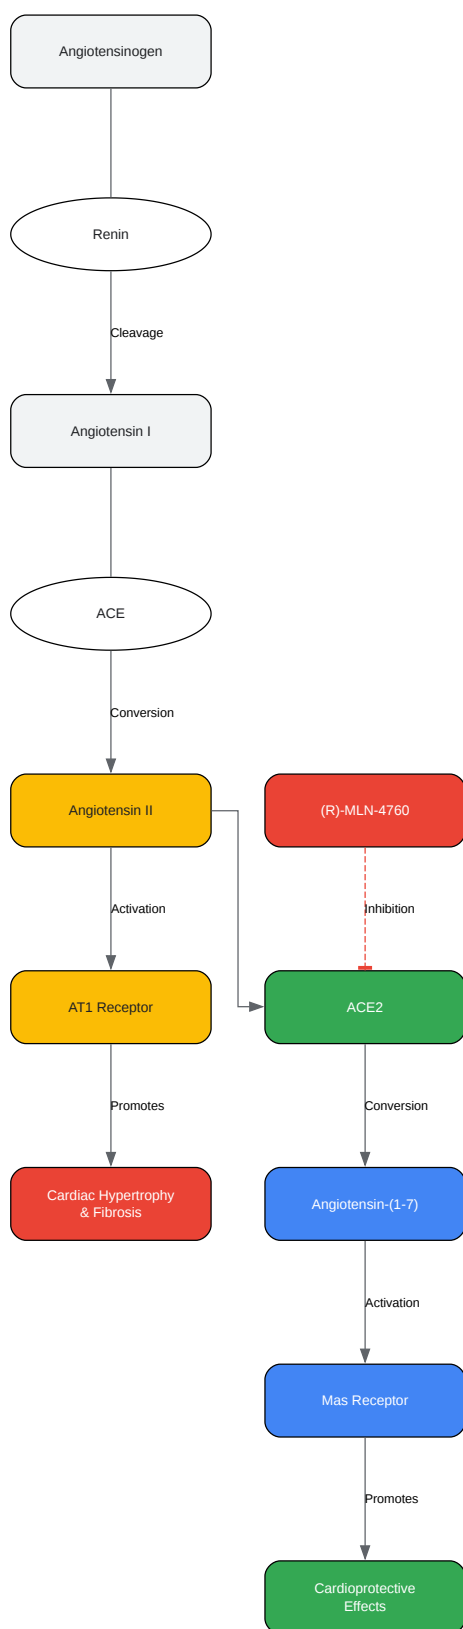 Angiotensinogen
Renin
Cleavage
Angiotensin I
ACE
Conversion
Angiotensin II
(R)-MLN-4760
Activation
Inhibition
AT1 Receptor
ACE2
Promotes
Conversion
Cardiac Hypertrophy
& Fibrosis
Angiotensin-(1-7)
Activation
Mas Receptor
Promotes
Cardioprotective
Effects